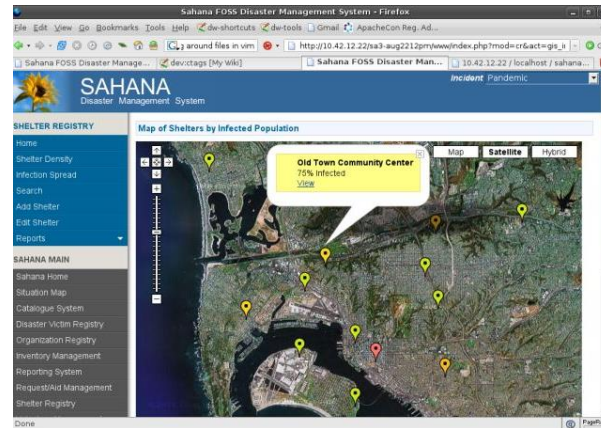 Sahana FOSS Disaster Management System - Firefox
File Edit View Go Bookmarks Tools Help dw-shortcuts dw-tools Gmail ApacheCon Reg. Ad...
around files in vim http://10.42.12.22/sa3-aug2212pm/www/index.php?mod=cr&act=gis_i
Sahana FOSS Disaster Manage... dev:ctags [My Wiki] Sahana FOSS Disaster Man... 10.42.12.22 / localhost / sahana...
SAHANA
Disaster Management System
Incident Pandemic
SHELTER REGISTRY
Home
Shelter Density
Infection Spread
Search
Add Shelter
Edit Shelter
Reports
SAHANA MAIN
Sahana Home
Situation Map
Catalogue System
Disaster Victim Registry
Organization Registry
Inventory Management
Reporting System
Request/Aid Management
Shelter Registry
Map of Shelters by Infected Population
Map Satellite Hybrid
Old Town Community Center
75% Infected
View
Done